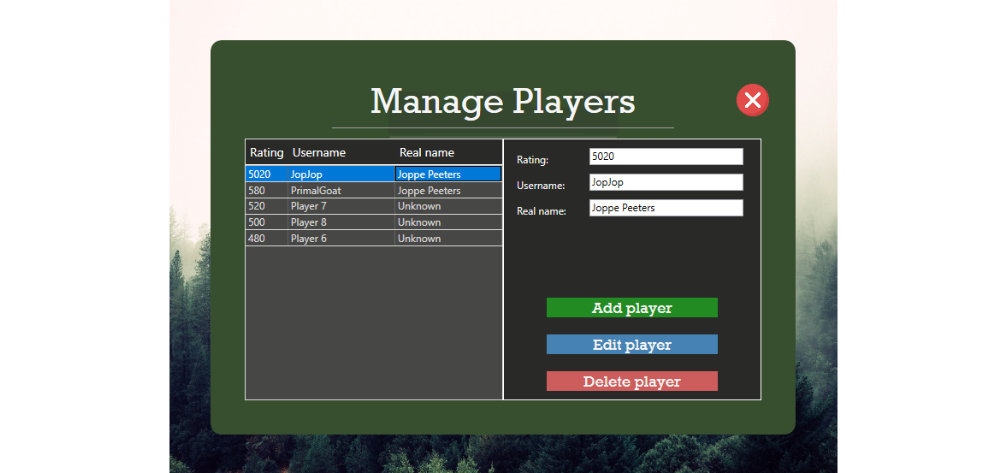 Manage Players
Rating Username Real name
5020 JopJop Joppe Peeters
580 PrimalGoat Joppe Peeters
520 Player 7 Unknown
500 Player 8 Unknown
480 Player 6 Unknown
Rating: 5020
Username: JopJop
Real name: Joppe Peeters
Add player
Edit player
Delete player